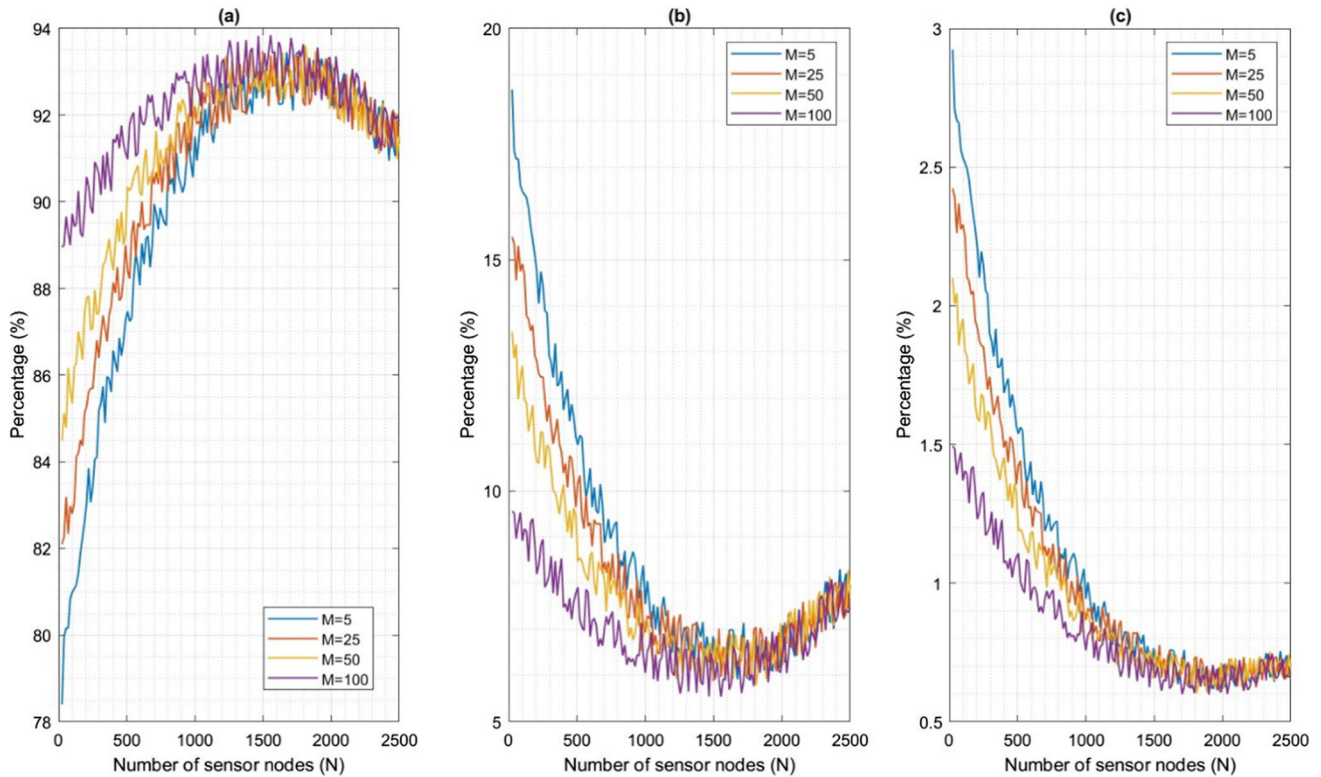 (a)
94
92
90
88
86
84
82
80
78
Percentage (%)
M=5
M=25
M=50
M=100
0 500 1000 1500 2000 2500
Number of sensor nodes (N)
(b)
20
15
10
5
Percentage (%)
M=5
M=25
M=50
M=100
0 500 1000 1500 2000 2500
Number of sensor nodes (N)
(c)
3
2.5
2
1.5
1
0.5
Percentage (%)
M=5
M=25
M=50
M=100
0 500 1000 1500 2000 2500
Number of sensor nodes (N)